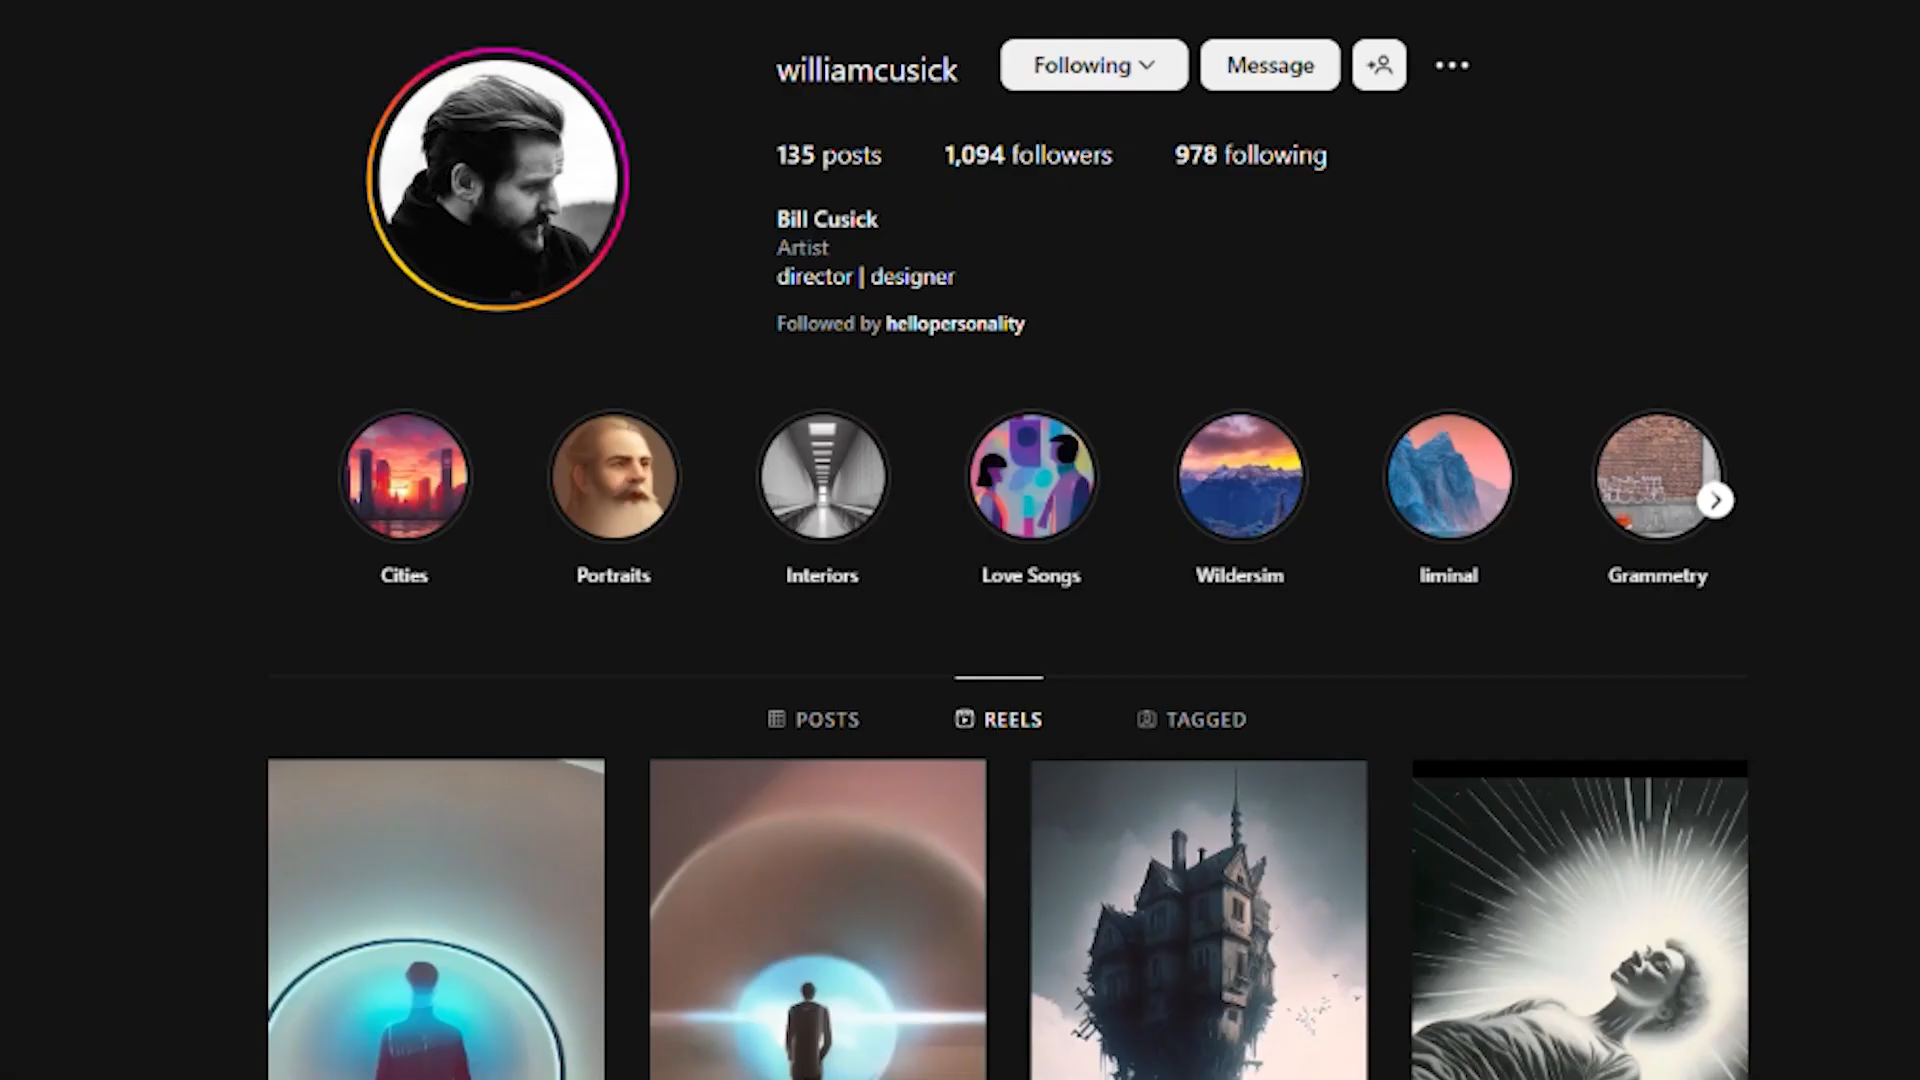 williamcusick
Following
Message
135 posts
1,094 followers
978 following
Bill Cusick
Artist
director | designer
Followed by hellopersonality
Cities
Portraits
Interiors
Love Songs
Wildersim
liminal
Grammetry
POSTS
REELS
TAGGED